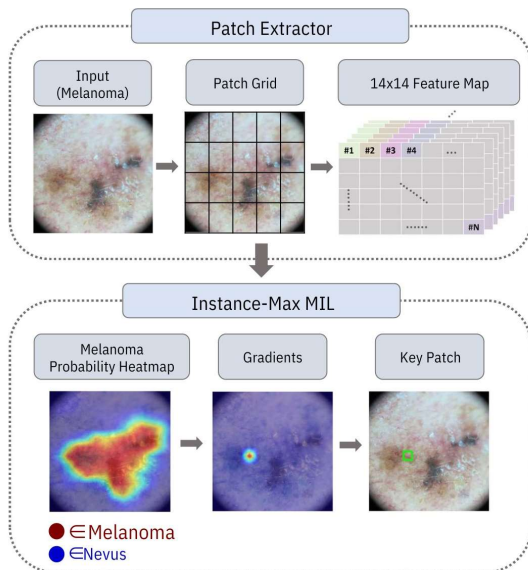 Patch Extractor
Input
(Melanoma)
Patch Grid
14x14 Feature Map
#1 #2 #3 #4 ...
......
........
......
#N
Instance-Max MIL
Melanoma
Probability Heatmap
Gradients
Key Patch
∈Melanoma
∈Nevus